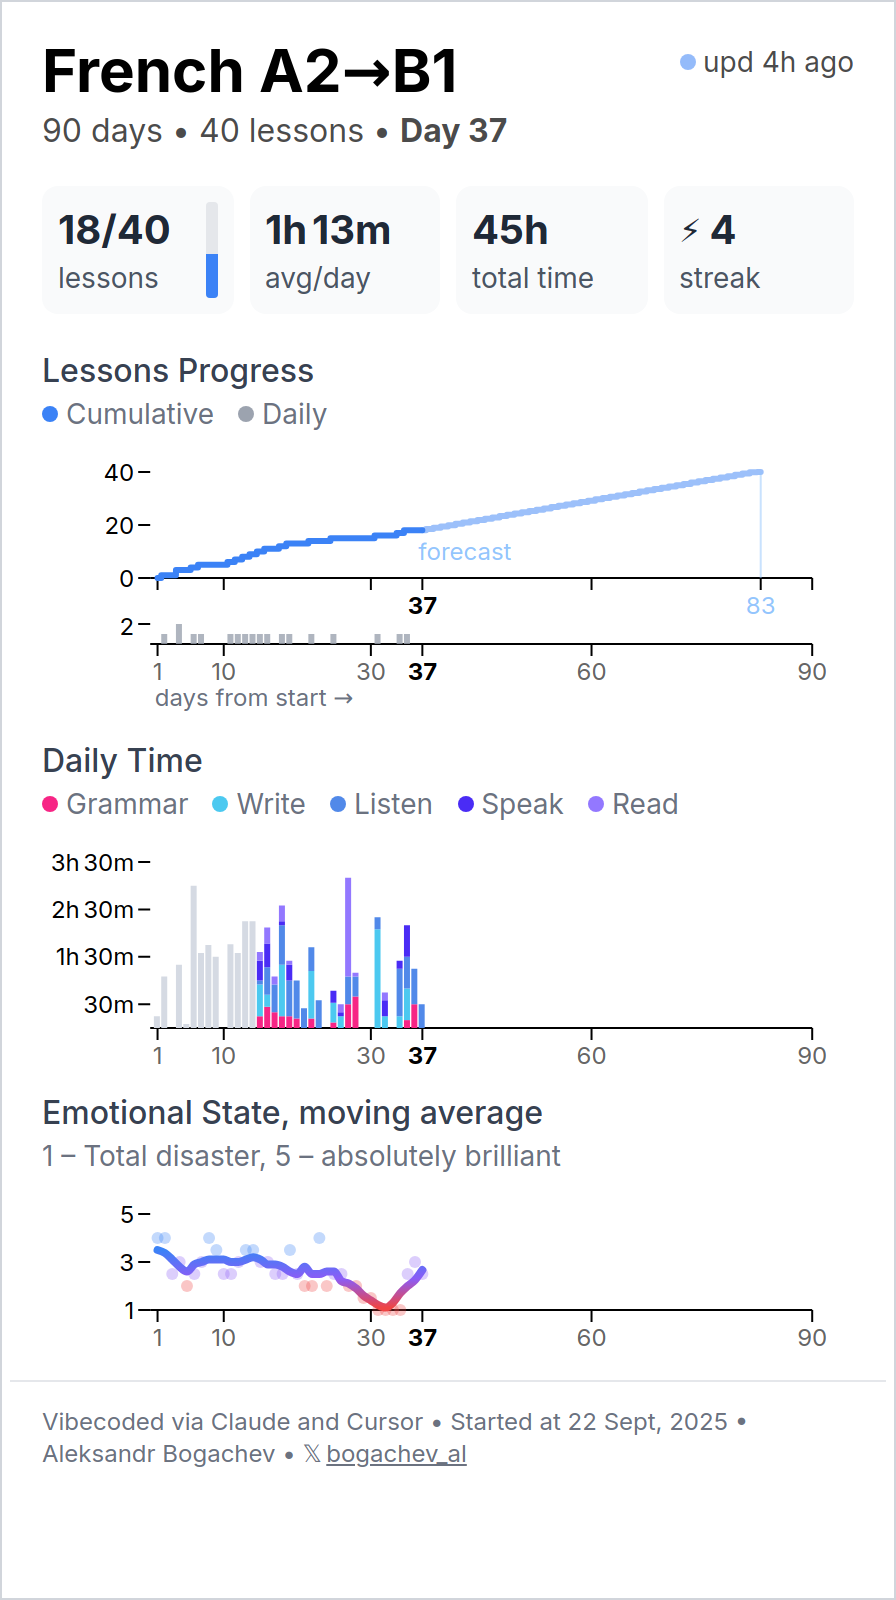 French A2→B1
upd 4h ago
90 days • 40 lessons • Day 37
18/40
lessons
1h 13m
avg/day
45h
total time
⚡ 4
streak
Lessons Progress
Cumulative
Daily
40
20
0
forecast
37
83
2
1 10 30 37 60 90
days from start →
Daily Time
Grammar
Write
Listen
Speak
Read
3h 30m
2h 30m
1h 30m
30m
1 10 30 37 60 90
Emotional State, moving average
1 – Total disaster, 5 – absolutely brilliant
5
3
1
1 10 30 37 60 90
Vibecoded via Claude and Cursor • Started at 22 Sept, 2025 •
Aleksandr Bogachev • 𝕏 bogachev_al